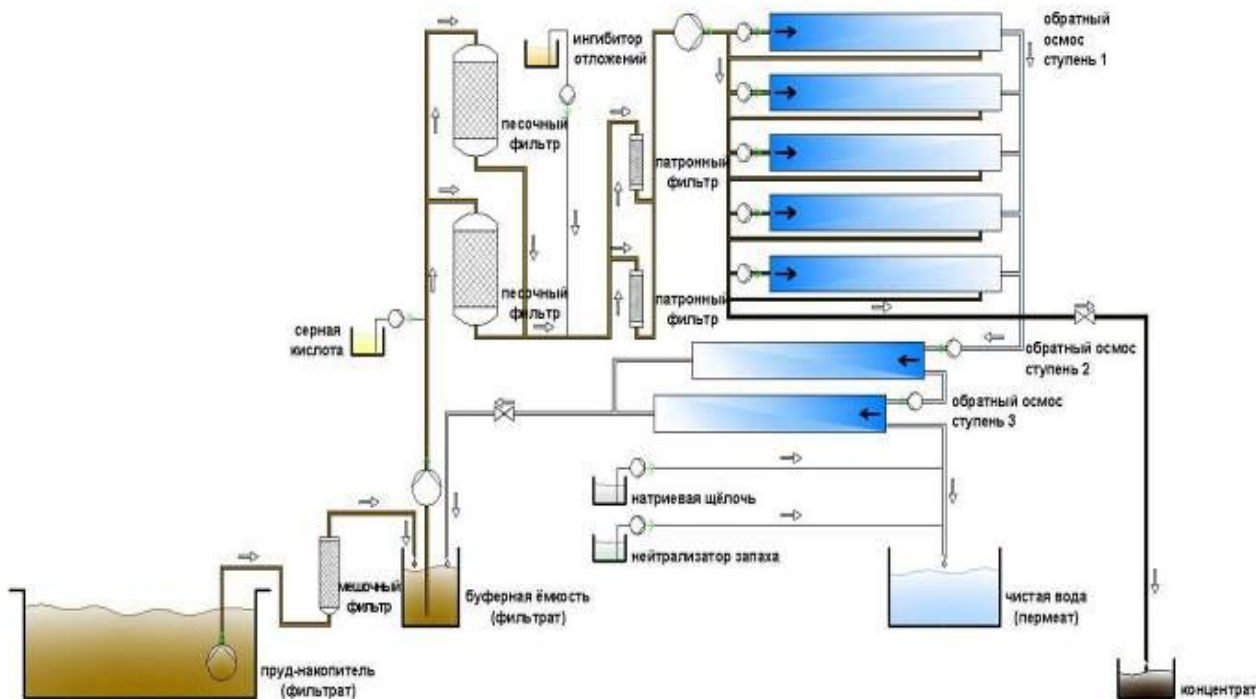 обратный
осмос
ступень 1
ингибитор
отложений
песочный
фильтр
патронный
фильтр
песочный
фильтр
патронный
фильтр
серная
кислота
обратный осмос
ступень 2
обратный осмос
ступень 3
натриевая щёлочь
нейтрализатор запаха
мешочный
фильтр
буферная ёмкость
(фильтрат)
чистая вода
(пермеат)
пруд-накопитель
(фильтрат)
концентрат